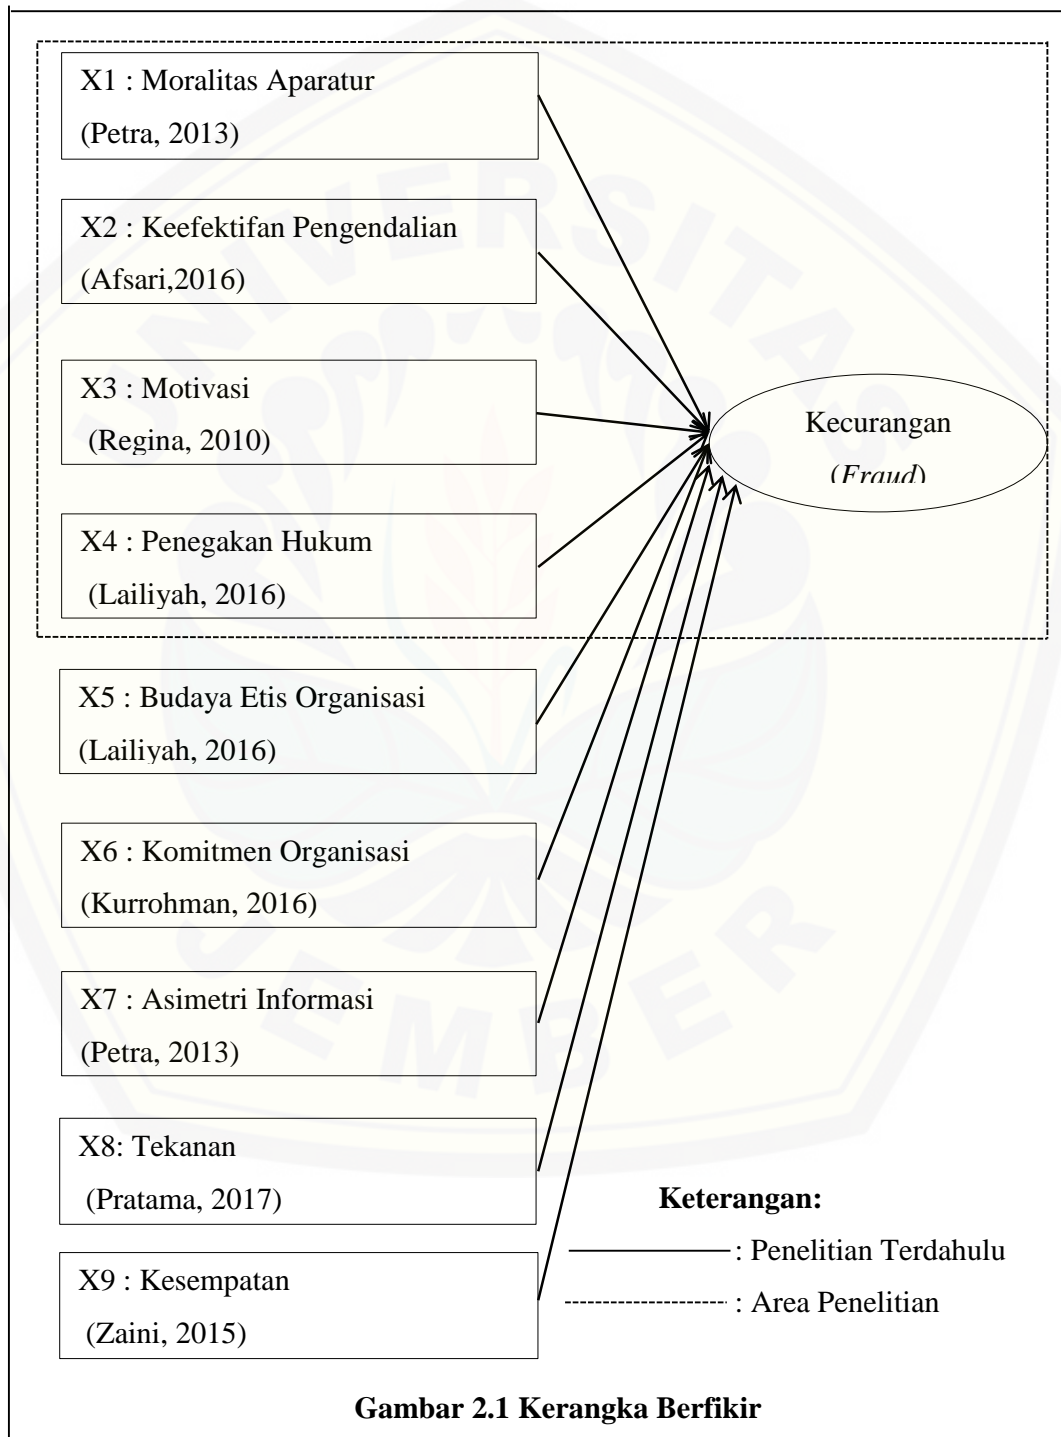 X1 : Moralitas Aparatur
(Petra, 2013)
X2 : Keefektifan Pengendalian
(Afsari,2016)
X3 : Motivasi
(Regina, 2010)
X4 : Penegakan Hukum
(Lailiyah, 2016)
Kecurangan
(Fraud)
X5 : Budaya Etis Organisasi
(Lailiyah, 2016)
X6 : Komitmen Organisasi
(Kurrohman, 2016)
X7 : Asimetri Informasi
(Petra, 2013)
X8: Tekanan
(Pratama, 2017)
X9 : Kesempatan
(Zaini, 2015)
Keterangan:
: Penelitian Terdahulu
: Area Penelitian
Gambar 2.1 Kerangka Berfikir
UNIVERSITAS
JEMBER